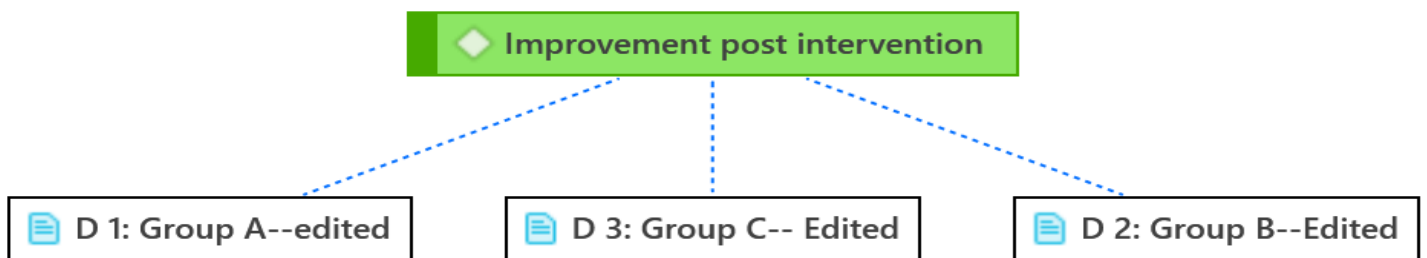 Improvement post intervention
D 1: Group A--edited
D 3: Group C-- Edited
D 2: Group B--Edited